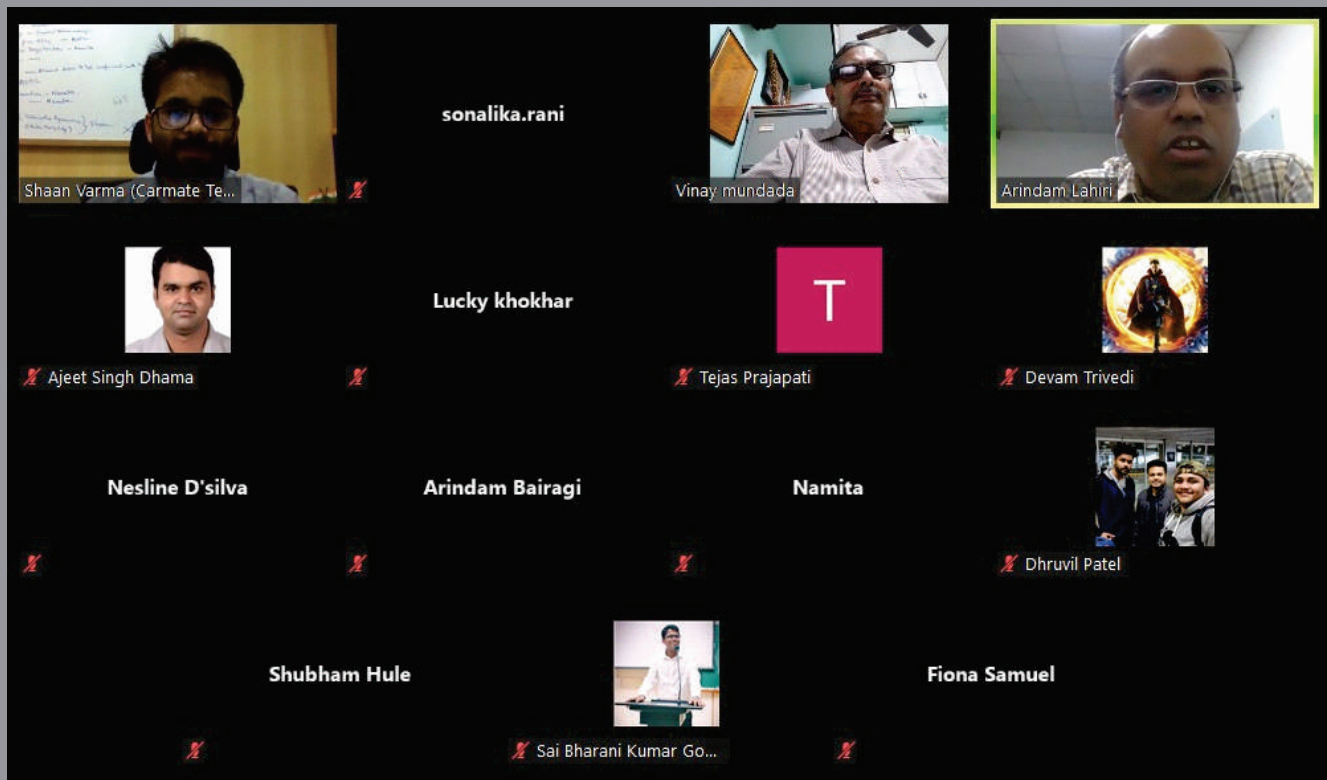 sonalika.rani
Shaan Varma (Carmate Te...
Vinay mundada
Arindam Lahiri
Lucky khokhar
T
Ajeet Singh Dhama
Tejas Prajapati
Devam Trivedi
Nesline D'silva
Arindam Bairagi
Namita
Dhruvil Patel
Shubham Hule
Fiona Samuel
Sai Bharani Kumar Go...